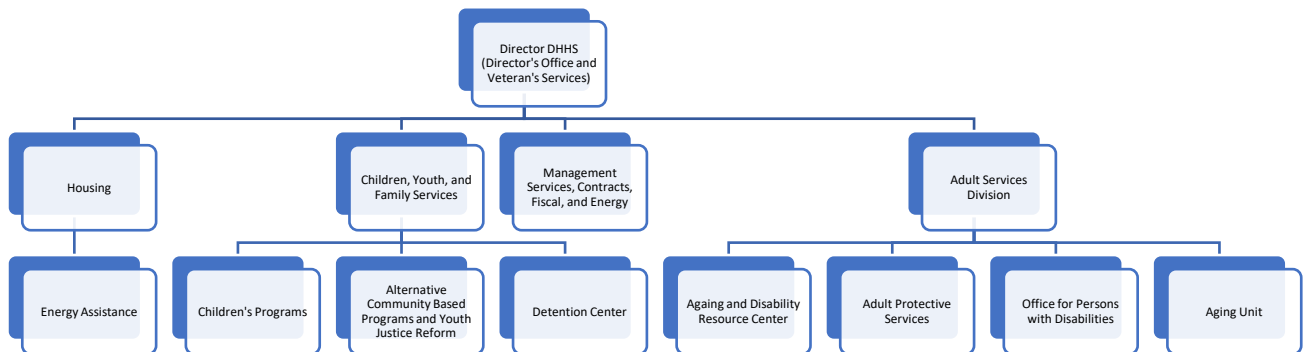 Director DHHS
(Director's Office and
Veteran's Services)
Housing
Children, Youth, and
Family Services
Management
Services, Contracts,
Fiscal, and Energy
Adult Services
Division
Energy Assistance
Children's Programs
Alternative
Community Based
Programs and Youth
Justice Reform
Detention Center
Againg and Disability
Resource Center
Adult Protective
Services
Office for Persons
with Disabilities
Aging Unit